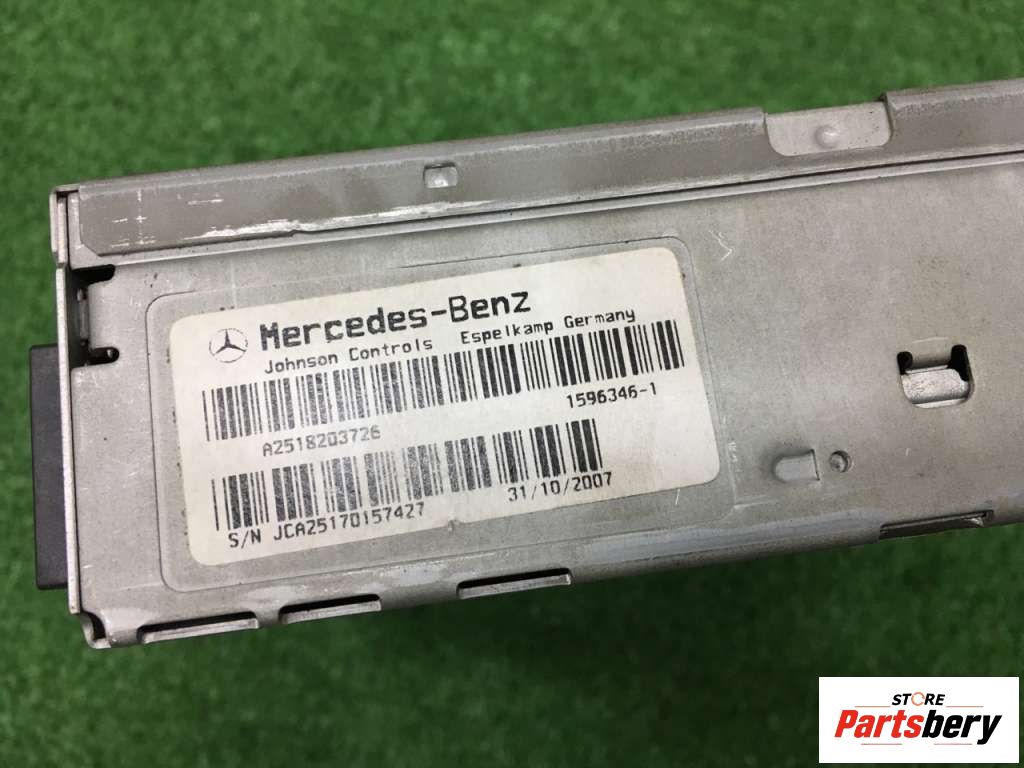 Mercedes-Benz
Johnson Controls Espelkamp Germany
A2518203726 1596346-1
S/N JCA25170157427 31/10/2007
STORE
Partsbery